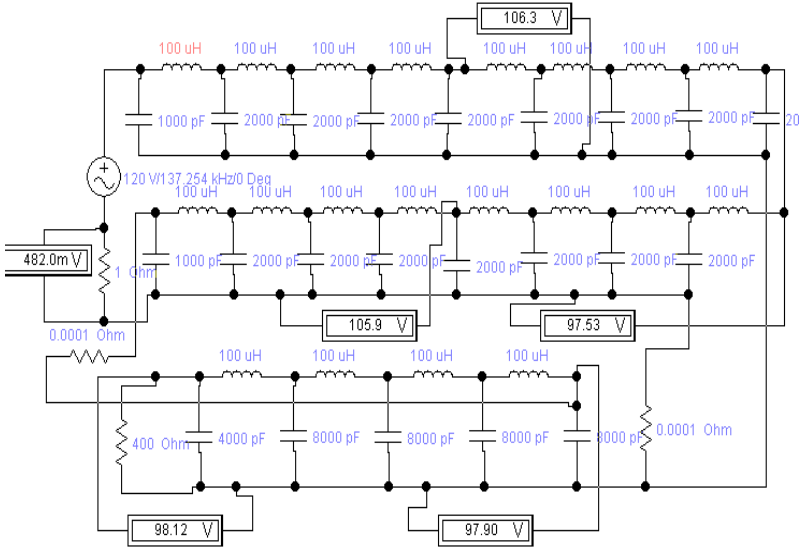 106.3 V
100 uH 100 uH 100 uH 100 uH 100 uH 100 uH 100 uH 100 uH
1000 pF 2000 pF 2000 pF 2000 pF 2000 pF 2000 pF 2000 pF 2000 pF 20
120 V/137.254 kHz/0 Deg
100 uH 100 uH 100 uH 100 uH 100 uH 100 uH 100 uH 100 uH
482.0m V
1 Ohm
1000 pF 2000 pF 2000 pF 2000 pF 2000 pF 2000 pF 2000 pF 2000 pF
105.9 V 97.53 V
0.0001 Ohm
100 uH 100 uH 100 uH 100 uH
400 Ohm 4000 pF 8000 pF 8000 pF 8000 pF 8000 pF 0.0001 Ohm
98.12 V 97.90 V